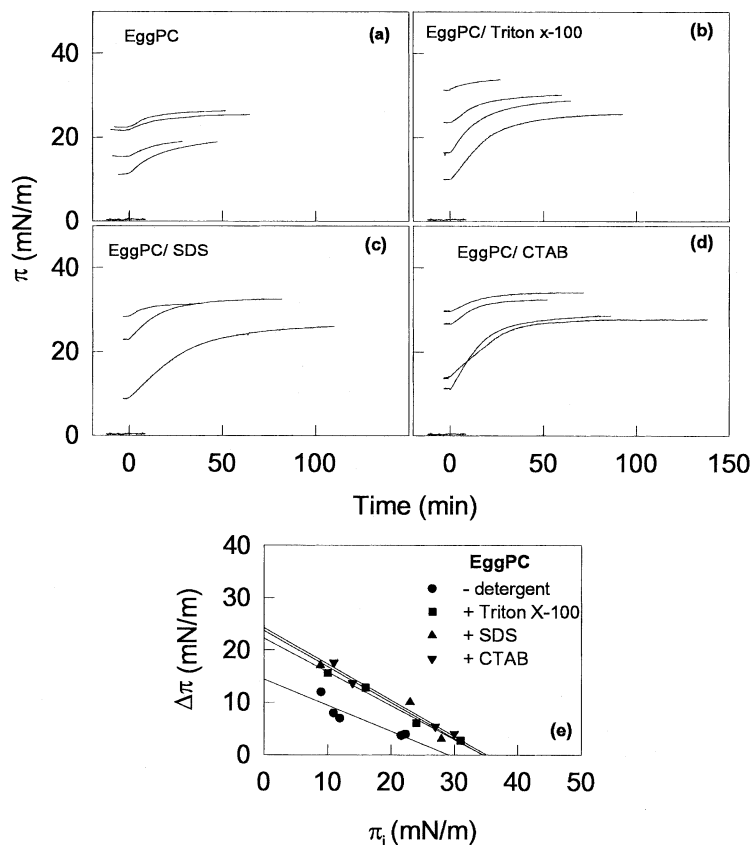 EggPC (a)
EggPC/ Triton x-100 (b)
40
20
0
π (mN/m)
EggPC/ SDS (c)
EggPC/ CTAB (d)
40
20
0
0 50 100 0 50 100 150
Time (min)
EggPC
- detergent
+ Triton X-100
+ SDS
+ CTAB
(e)
40
30
20
10
0
Δπ (mN/m)
0 10 20 30 40 50
πi (mN/m)